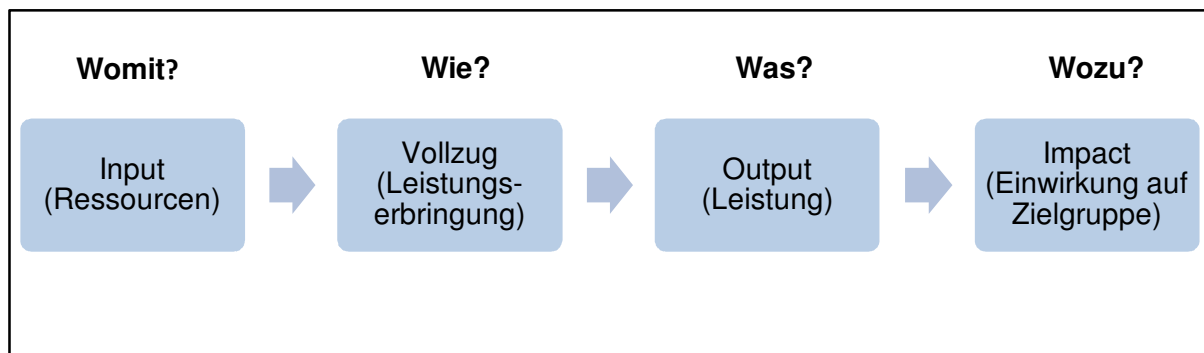 Womit?
Wie?
Was?
Wozu?
Input
(Ressourcen)
Vollzug
(Leistungs-
erbringung)
Output
(Leistung)
Impact
(Einwirkung auf
Zielgruppe)